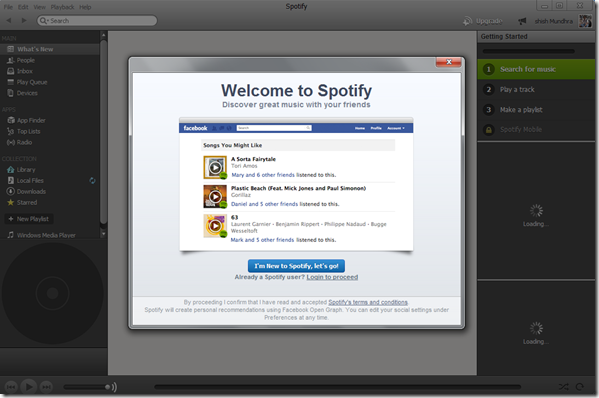 File Edit View Playback Help
Spotify
Search
Upgrade
shish Mundhra
MAIN
What's New
People
Inbox
Play Queue
Devices
APPS
App Finder
Top Lists
Radio
COLLECTION
Library
Local Files
Downloads
Starred
New Playlist
Windows Media Player
Welcome to Spotify
Discover great music with your friends
facebook
Search
Home Profile Account
Songs You Might Like
A Sorta Fairytale
Tori Amos
Mary and 6 other friends listened to this.
Plastic Beach (Feat. Mick Jones and Paul Simonon)
Gorillaz
Daniel and 5 other friends listened to this.
63
Laurent Garnier - Benjamin Rippert - Philippe Nadaud - Bugge
Wesseltoft
Mark and 5 other friends listened to this.
I'm New to Spotify, let's go!
Already a Spotify user? Login to proceed
By proceeding I confirm that I have read and accepted Spotify's terms and conditions.
Spotify will create personal recommendations using Facebook Open Graph. You can edit your social settings under
Preferences at any time.
Getting Started
1 Search for music
2 Play a track
3 Make a playlist
Spotify Mobile
Loading...
Loading...